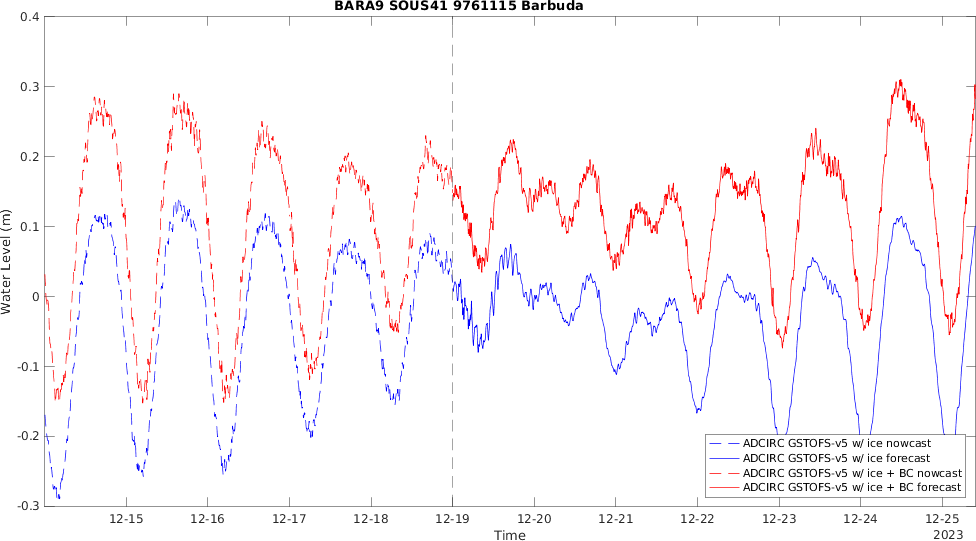 BARA9 SOUS41 9761115 Barbuda
0.4
0.3
0.2
0.1
0
-0.1
-0.2
-0.3
Water Level (m)
12-15 12-16 12-17 12-18 12-19 12-20 12-21 12-22 12-23 12-24 12-25
Time
2023
ADCIRC GSTOFS-v5 w/ ice nowcast
ADCIRC GSTOFS-v5 w/ ice forecast
ADCIRC GSTOFS-v5 w/ ice + BC nowcast
ADCIRC GSTOFS-v5 w/ ice + BC forecast